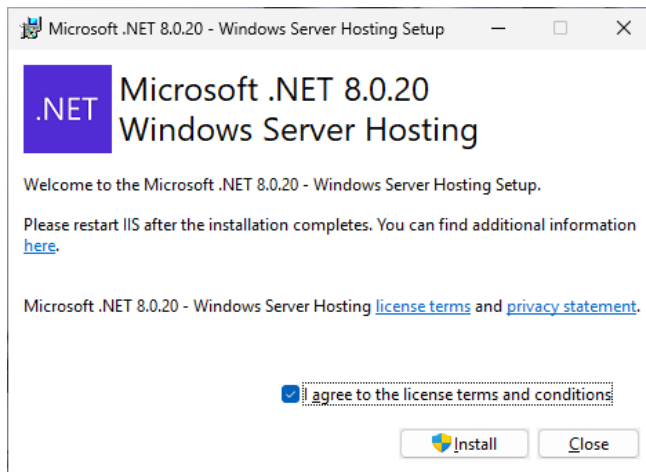 Microsoft .NET 8.0.20 - Windows Server Hosting Setup
.NET
Microsoft .NET 8.0.20
Windows Server Hosting
Welcome to the Microsoft .NET 8.0.20 - Windows Server Hosting Setup.
Please restart IIS after the installation completes. You can find additional information
here.
Microsoft .NET 8.0.20 - Windows Server Hosting license terms and privacy statement.
I agree to the license terms and conditions
Install
Close